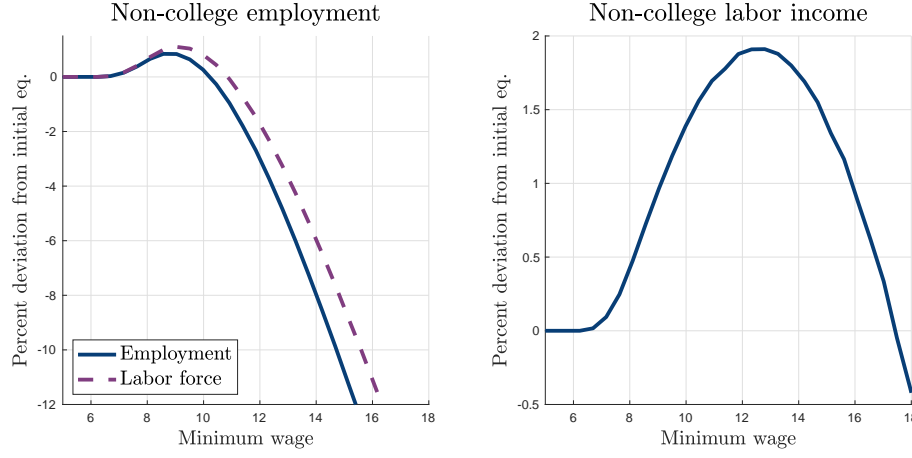 Non-college employment
Percent deviation from initial eq.
0
-2
-4
-6
-8
-10
-12
Employment
Labor force
6 8 10 12 14 16 18
Minimum wage
Non-college labor income
Percent deviation from initial eq.
2
1.5
1
0.5
0
-0.5
6 8 10 12 14 16 18
Minimum wage